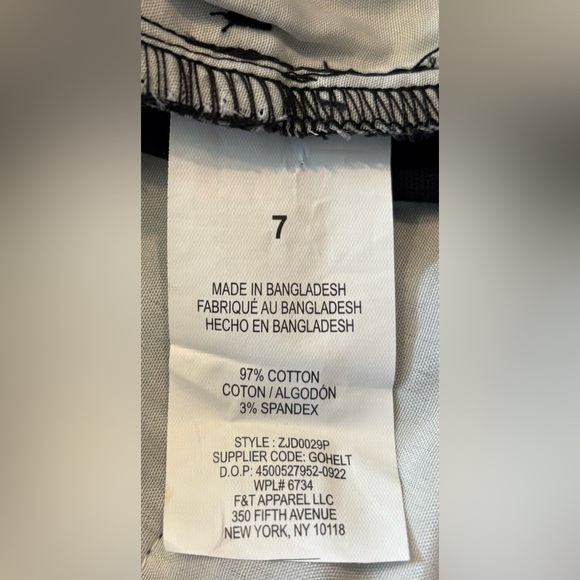 7
MADE IN BANGLADESH
FABRIQUÉ AU BANGLADESH
HECHO EN BANGLADESH
97% COTTON
COTON / ALGODÓN
3% SPANDEX
STYLE : ZJD0029P
SUPPLIER CODE: GOHELT
D.O.P: 4500527952-0922
WPL# 6734
F&T APPAREL LLC
350 FIFTH AVENUE
NEW YORK, NY 10118